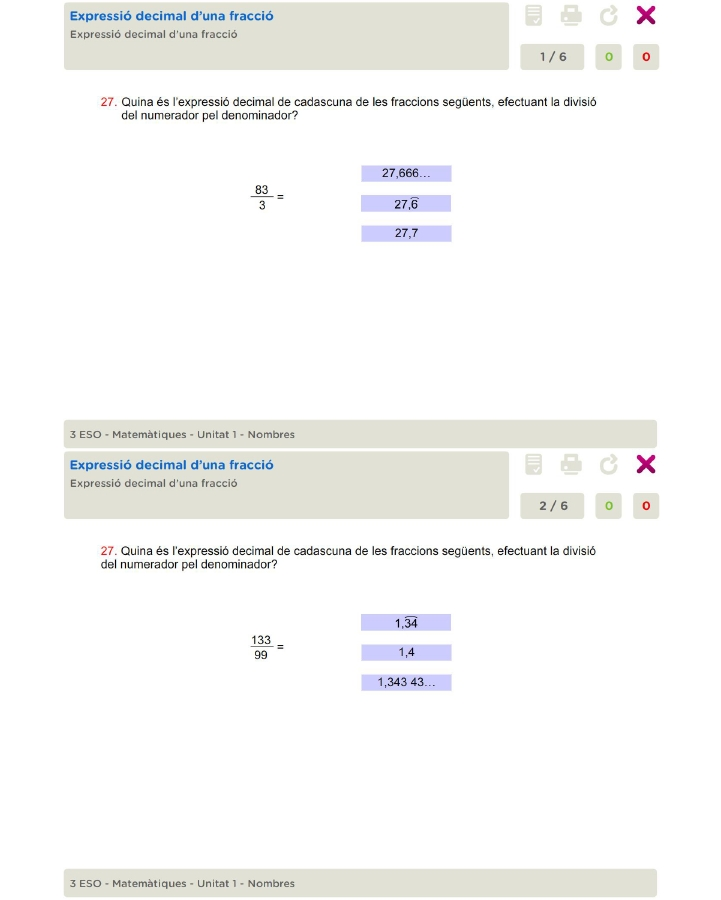 Expressió decimal d'una fracció
Expressió decimal d'una fracció
1 / 6
0
0
27. Quina és l'expressió decimal de cadascuna de les fraccions següents, efectuant la divisió
del numerador pel denominador?
27,666...
83
3
=
27,6̑
27,7
3 ESO - Matemàtiques - Unitat 1 - Nombres
Expressió decimal d'una fracció
Expressió decimal d'una fracció
2 / 6
0
0
27. Quina és l'expressió decimal de cadascuna de les fraccions següents, efectuant la divisió
del numerador pel denominador?
1,3͡4
133
99
=
1,4
1,343 43...
3 ESO - Matemàtiques - Unitat 1 - Nombres